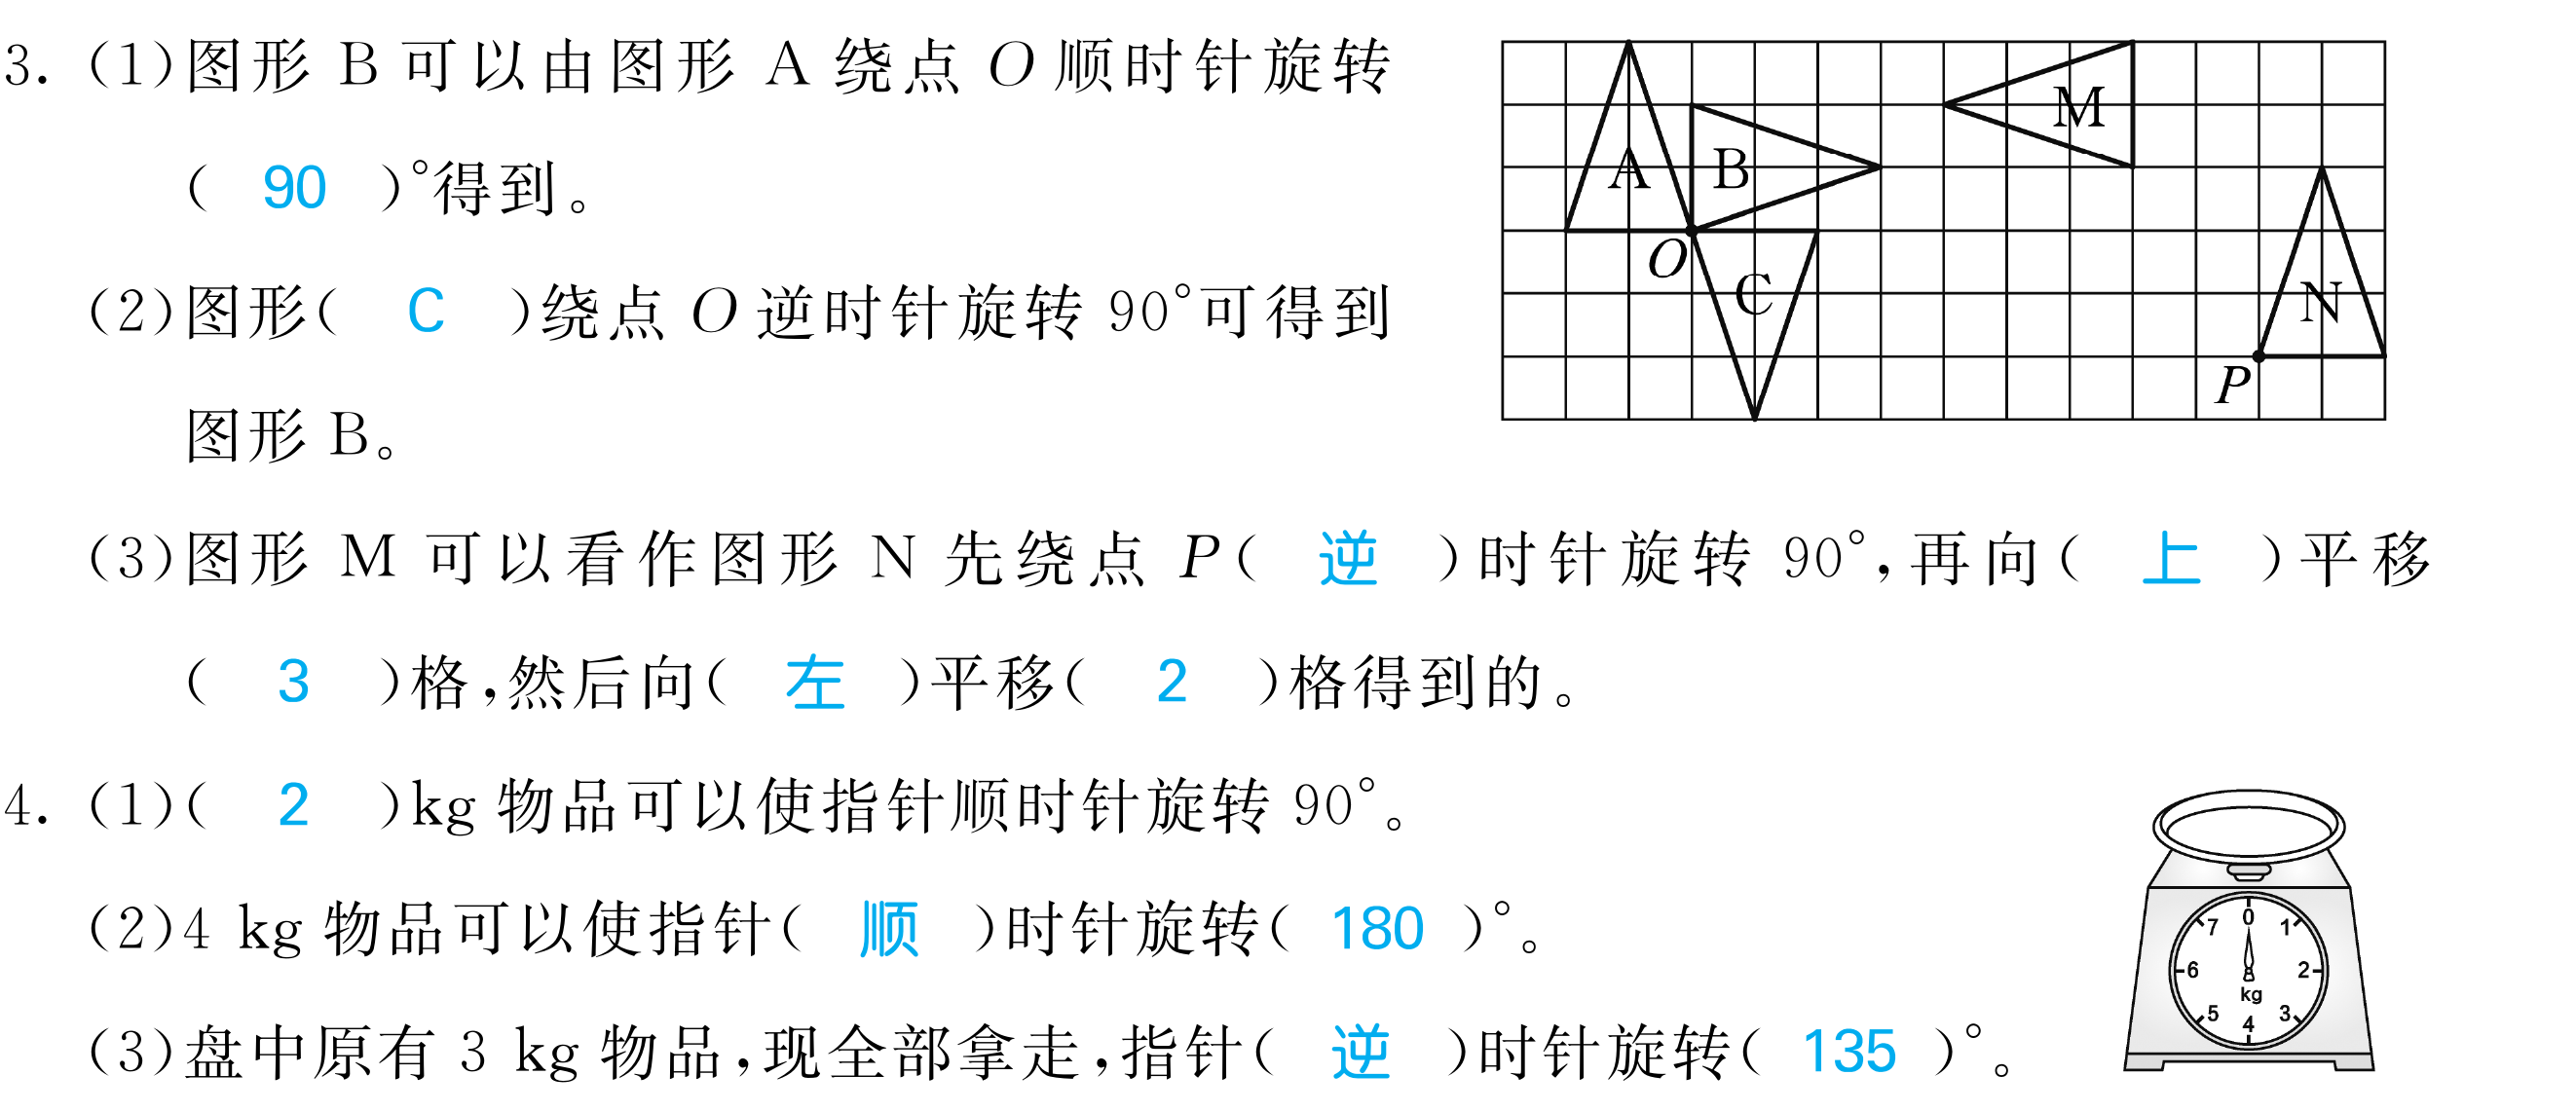 3. (1)图形 B 可以由图形 A 绕点 O 顺时针旋转
( 90 )°得到。
(2)图形( C )绕点 O 逆时针旋转 90°可得到
图形 B。
A
B
O
C
M
N
P
(3)图形 M 可以看作图形 N 先绕点 P( 逆 )时针旋转 90°,再向( 上 )平移
( 3 )格,然后向( 左 )平移( 2 )格得到的。
4. (1)( 2 )kg 物品可以使指针顺时针旋转 90°。
(2)4 kg 物品可以使指针( 顺 )时针旋转( 180 )°。
(3)盘中原有 3 kg 物品,现全部拿走,指针( 逆 )时针旋转( 135 )°。
7 0 1
6 2
kg
5 4 3